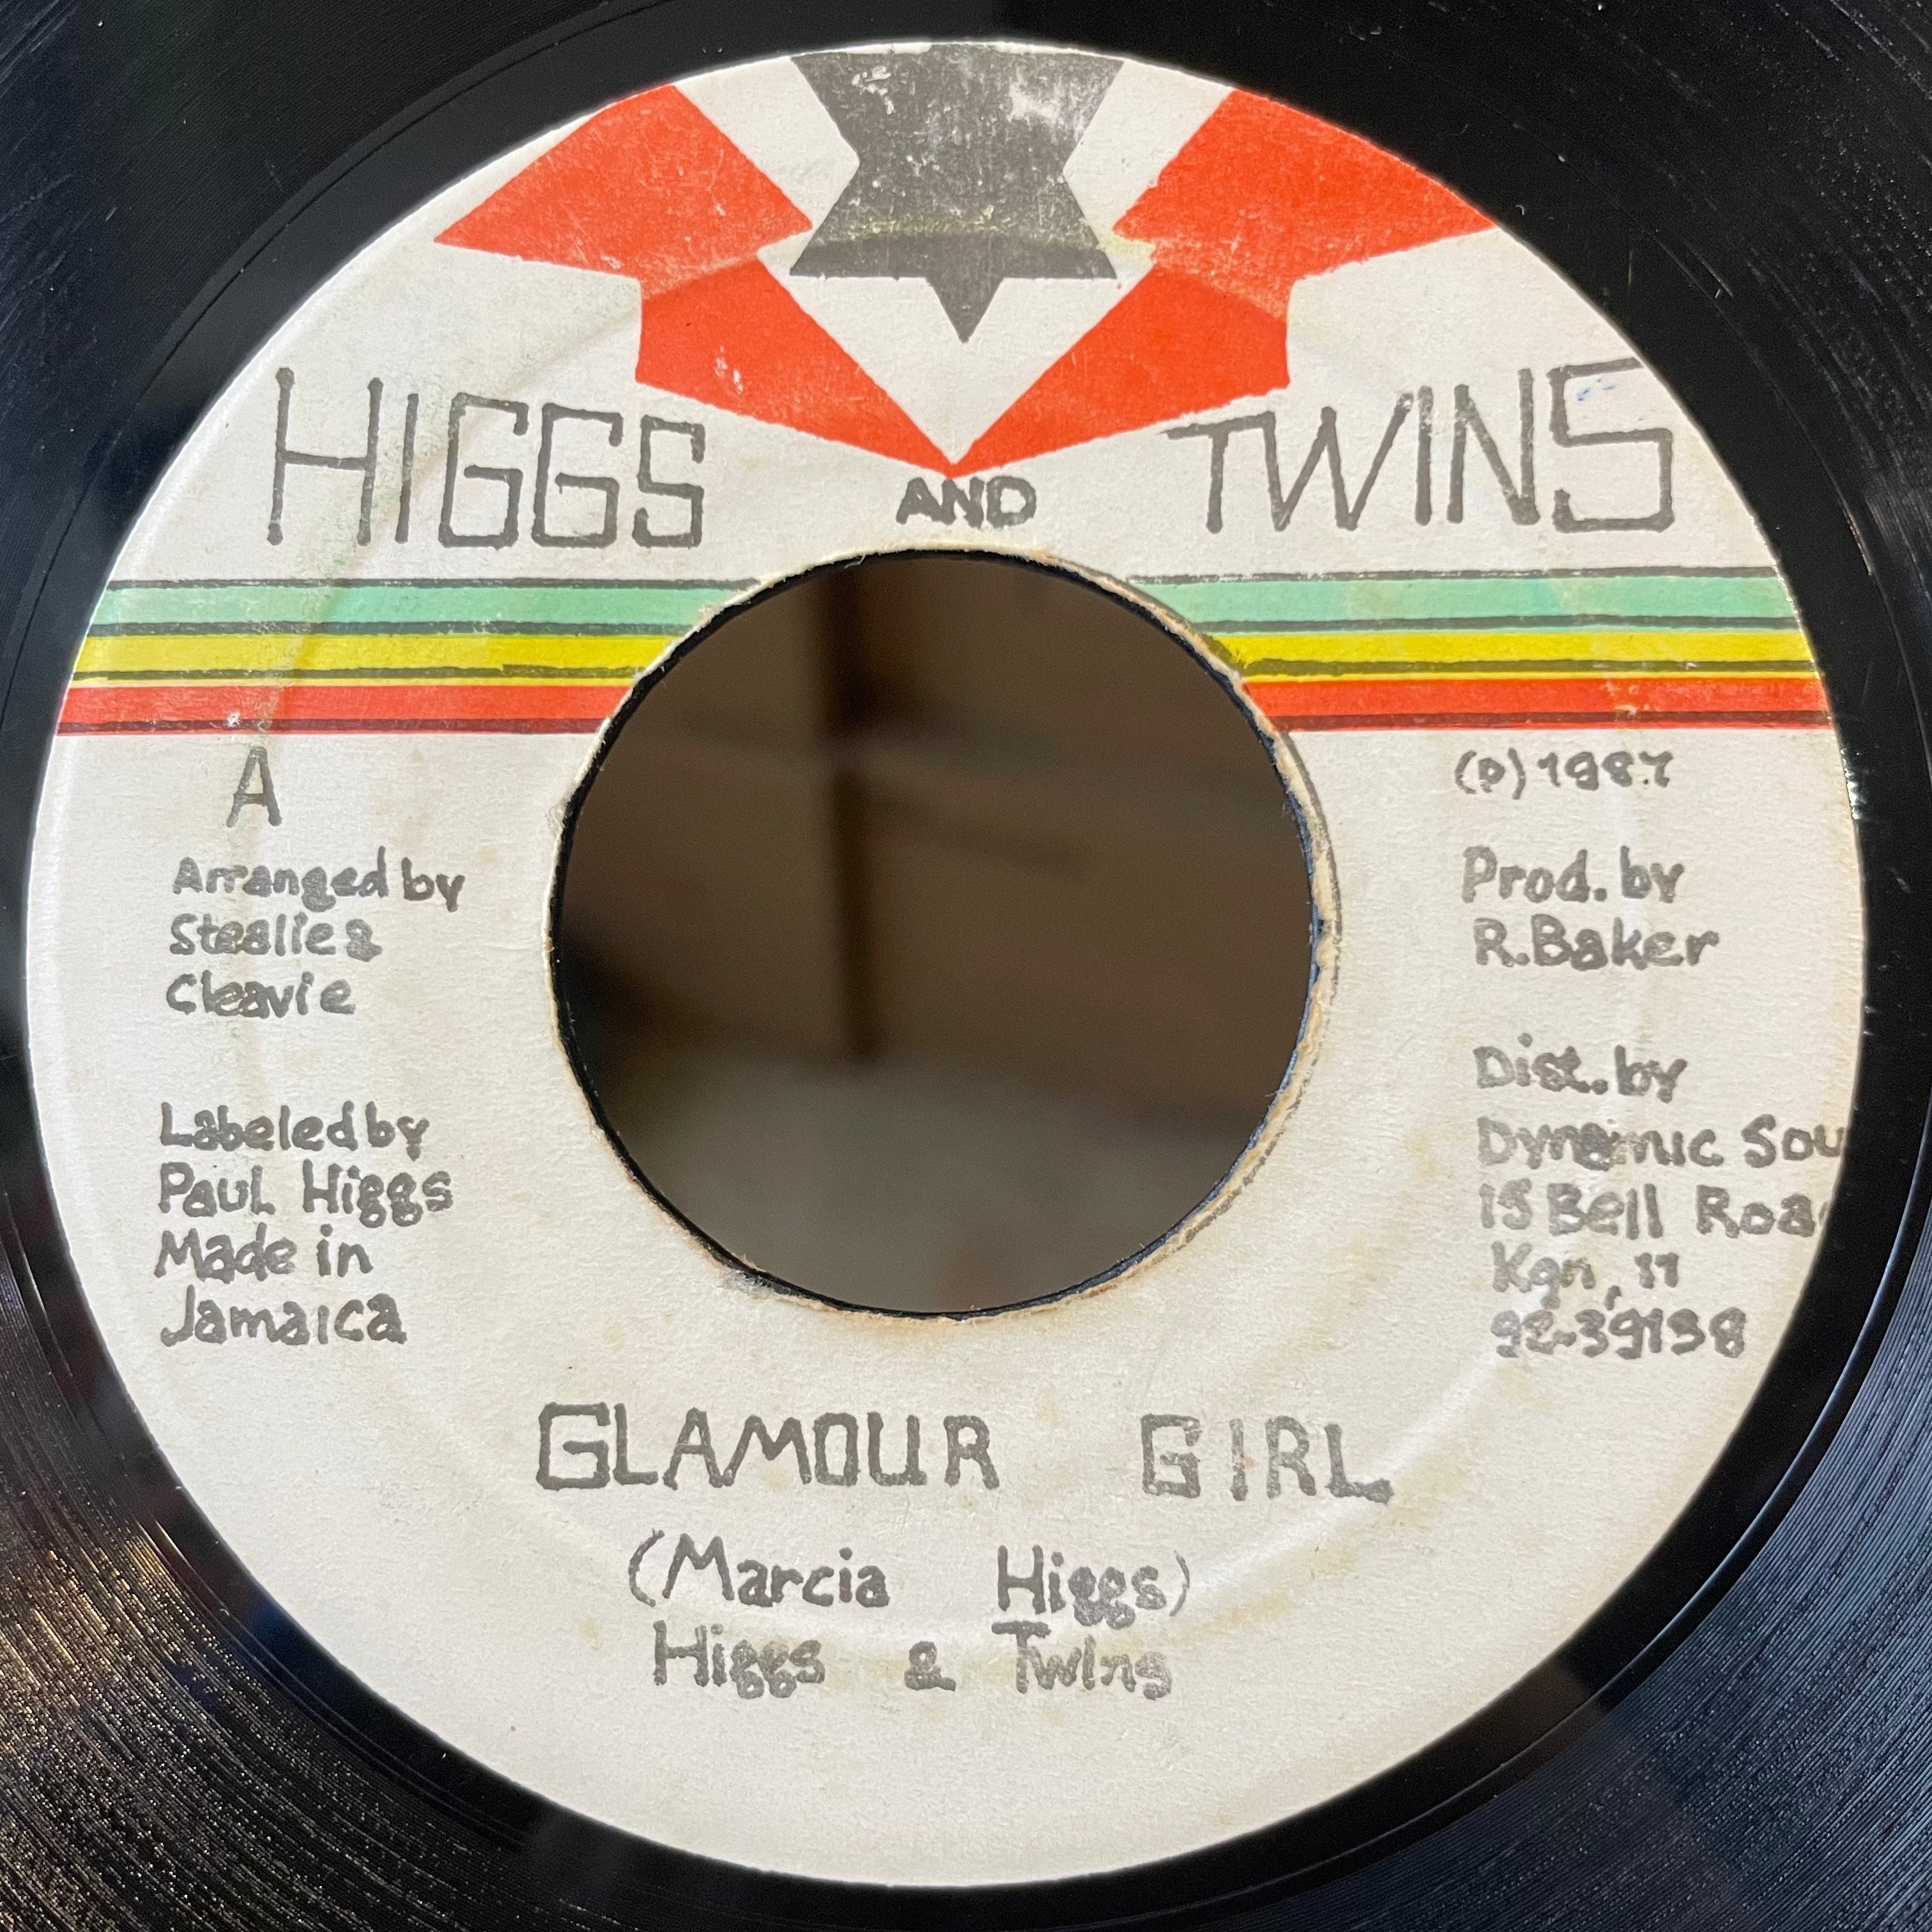 HIGGS AND TWINS
A
Arranged by
Stealie &
Cleavie
Labeled by
Paul Higgs
Made in
Jamaica
(P) 1987
Prod. by
R. Baker
Dist. by
Dynamic Sou
15 Bell Roa
Kgn, 11
92-39138
GLAMOUR GIRL
(Marcia Higgs)
Higgs & Twins